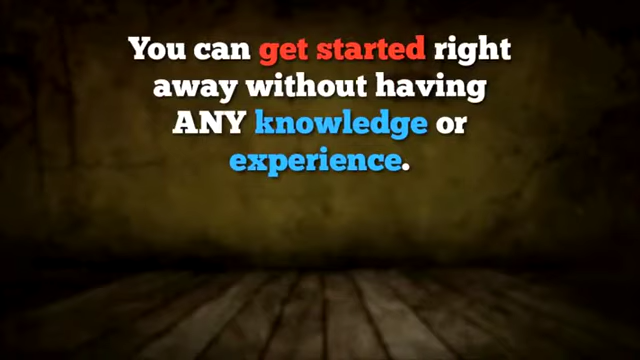 You can get started right
away without having
ANY knowledge or
experience.